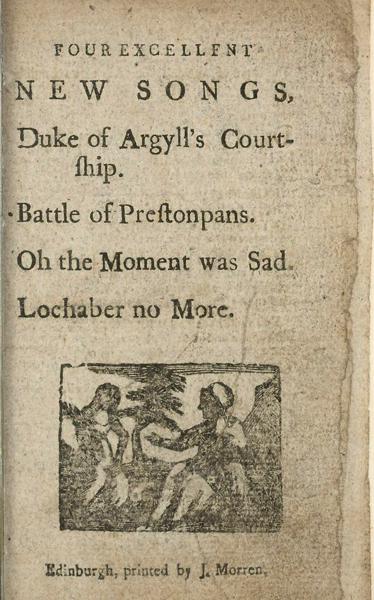 FOUR EXCELLENT
NEW SONGS,
Duke of Argyll's Court-
ſhip.
Battle of Preſtonpans.
Oh the Moment was Sad.
Lochaber no More.
Edinburgh, printed by J. Morren.